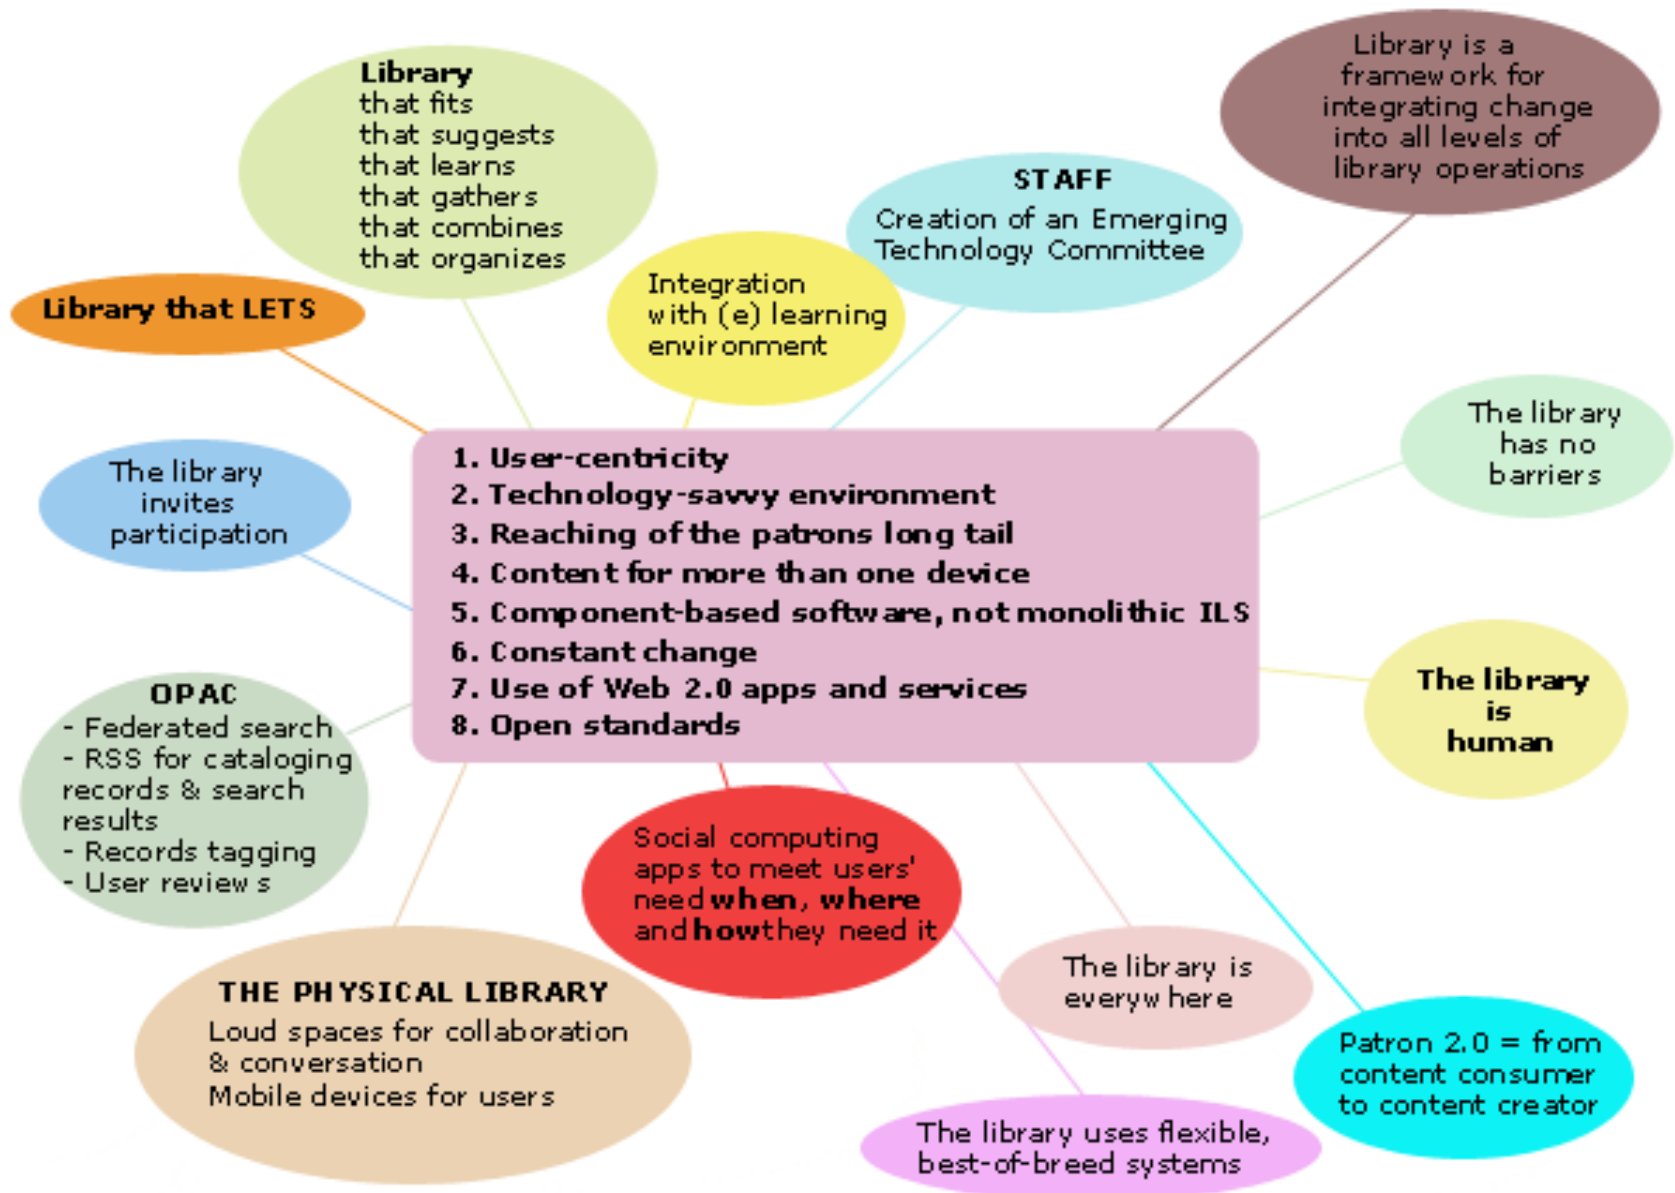 Library
that fits
that suggests
that learns
that gathers
that combines
that organizes
Library is a
framework for
integrating change
into all levels of
library operations
STAFF
Creation of an Emerging
Technology Committee
Integration
with (e) learning
environment
Library that LETS
The library
has no
barriers
The library
invites
participation
1. User-centricity
2. Technology-savvy environment
3. Reaching of the patrons long tail
4. Content for more than one device
5. Component-based software, not monolithic ILS
6. Constant change
7. Use of Web 2.0 apps and services
8. Open standards
The library
is
human
OPAC
- Federated search
- RSS for cataloging
records & search
results
- Records tagging
- User reviews
Social computing
apps to meet users'
need when, where
and how they need it
THE PHYSICAL LIBRARY
Loud spaces for collaboration
& conversation
Mobile devices for users
The library is
everywhere
Patron 2.0 = from
content consumer
to content creator
The library uses flexible,
best-of-breed systems